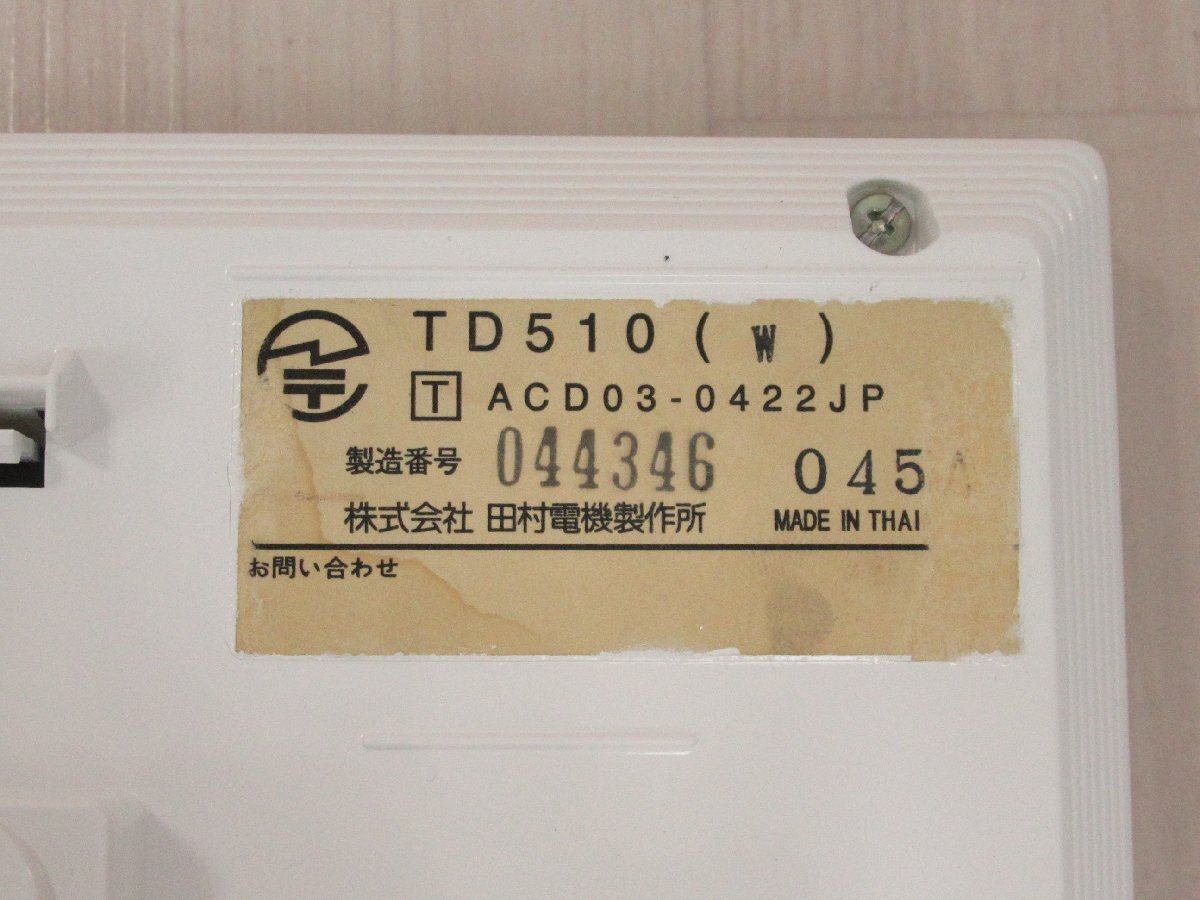 TD510(W)
T ACD03-0422JP
製造番号 044346 045A
株式会社 田村電機製作所 MADE IN THAI
お問い合わせ